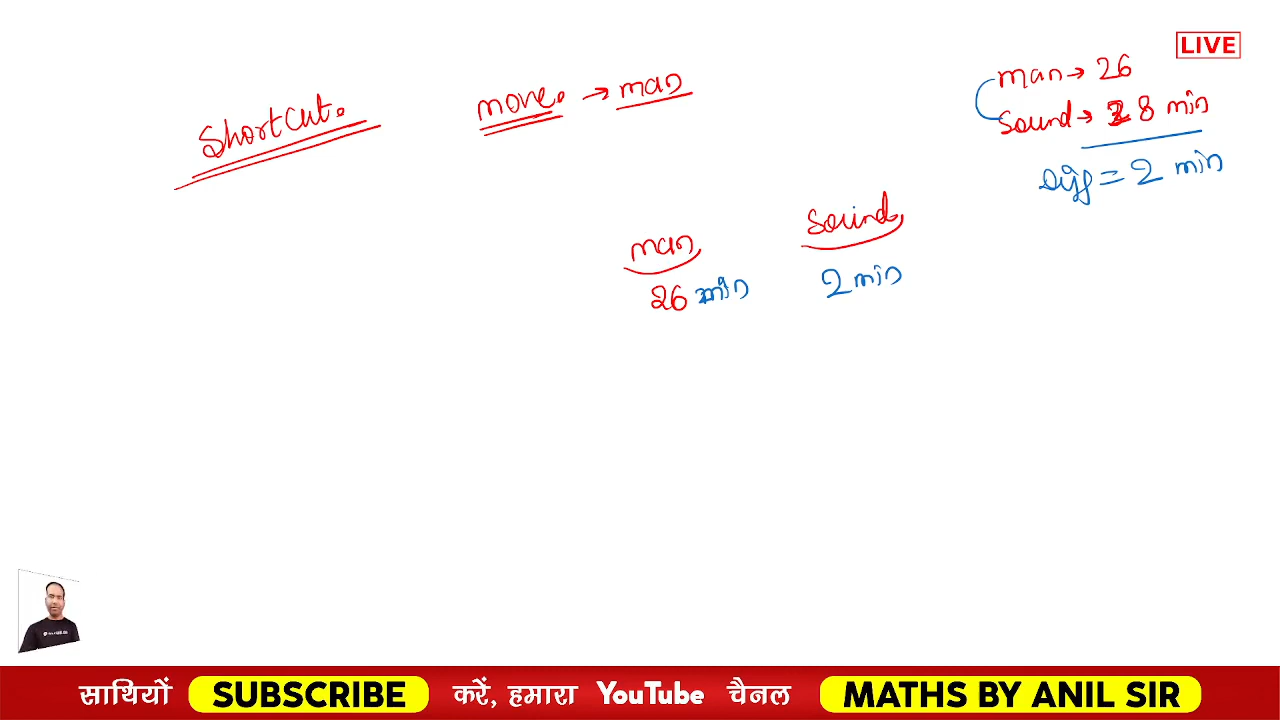 LIVE
Shortcut.
move. → man
man → 26
Sound → 28 min
Diff = 2 min
man
Sound
26 min
2 min
साथियों SUBSCRIBE करें, हमारा YouTube चैनल MATHS BY ANIL SIR